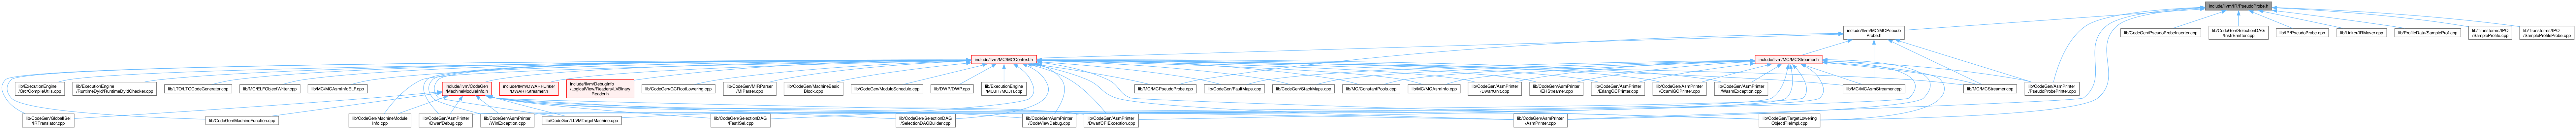 include/llvm/IR/PseudoProbe.h
include/llvm/MC/MCPseudo
Probe.h
lib/CodeGen/PseudoProbeInserter.cpp
lib/CodeGen/SelectionDAG
/InstrEmitter.cpp
lib/IR/PseudoProbe.cpp
lib/Linker/IRMover.cpp
lib/ProfileData/SampleProf.cpp
lib/Transforms/IPO
/SampleProfile.cpp
lib/Transforms/IPO
/SampleProfileProbe.cpp
include/llvm/MC/MCContext.h
include/llvm/MC/MCStreamer.h
lib/ExecutionEngine
/Orc/CompileUtils.cpp
lib/ExecutionEngine
/RuntimeDyld/RuntimeDyldChecker.cpp
lib/LTO/LTOCodeGenerator.cpp
lib/MC/ELFObjectWriter.cpp
lib/MC/MCAsmInfoELF.cpp
include/llvm/CodeGen
/MachineModuleInfo.h
include/llvm/DWARFLinker
/DWARFStreamer.h
include/llvm/DebugInfo
/LogicalView/Readers/LVBinary
Reader.h
lib/CodeGen/GCRootLowering.cpp
lib/CodeGen/MIRParser
/MIParser.cpp
lib/CodeGen/MachineBasic
Block.cpp
lib/CodeGen/ModuloSchedule.cpp
lib/DWP/DWP.cpp
lib/ExecutionEngine
/MCJIT/MCJIT.cpp
lib/MC/MCPseudoProbe.cpp
lib/CodeGen/FaultMaps.cpp
lib/CodeGen/StackMaps.cpp
lib/MC/ConstantPools.cpp
lib/MC/MCAsmInfo.cpp
lib/CodeGen/AsmPrinter
/DwarfUnit.cpp
lib/CodeGen/AsmPrinter
/EHStreamer.cpp
lib/CodeGen/AsmPrinter
/ErlangGCPrinter.cpp
lib/CodeGen/AsmPrinter
/OcamlGCPrinter.cpp
lib/CodeGen/AsmPrinter
/WasmException.cpp
lib/MC/MCAsmStreamer.cpp
lib/MC/MCStreamer.cpp
lib/CodeGen/AsmPrinter
/PseudoProbePrinter.cpp
lib/CodeGen/GlobalISel
/IRTranslator.cpp
lib/CodeGen/MachineFunction.cpp
lib/CodeGen/MachineModule
Info.cpp
lib/CodeGen/AsmPrinter
/DwarfDebug.cpp
lib/CodeGen/AsmPrinter
/WinException.cpp
lib/CodeGen/LLVMTargetMachine.cpp
lib/CodeGen/SelectionDAG
/FastISel.cpp
lib/CodeGen/SelectionDAG
/SelectionDAGBuilder.cpp
lib/CodeGen/AsmPrinter
/CodeViewDebug.cpp
lib/CodeGen/AsmPrinter
/DwarfCFIException.cpp
lib/CodeGen/AsmPrinter
/AsmPrinter.cpp
lib/CodeGen/TargetLowering
ObjectFileImpl.cpp